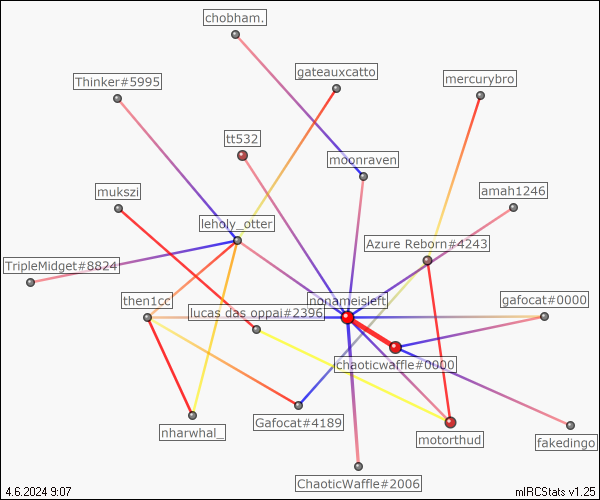 chobham.
gateauxcatto
Thinker#5995
mercurybro
tt532
moonraven
mukszi
amah1246
leholy_otter
Azure Reborn#4243
TripleMidget#8824
then1cc
nonameisleft
gafocat#0000
lucas das oppai#2396
chaoticwaffle#0000
Gafocat#4189
nharwhal_
motorthud
fakedingo
ChaoticWaffle#2006
4.6.2024 9:07
mIRCStats v1.25